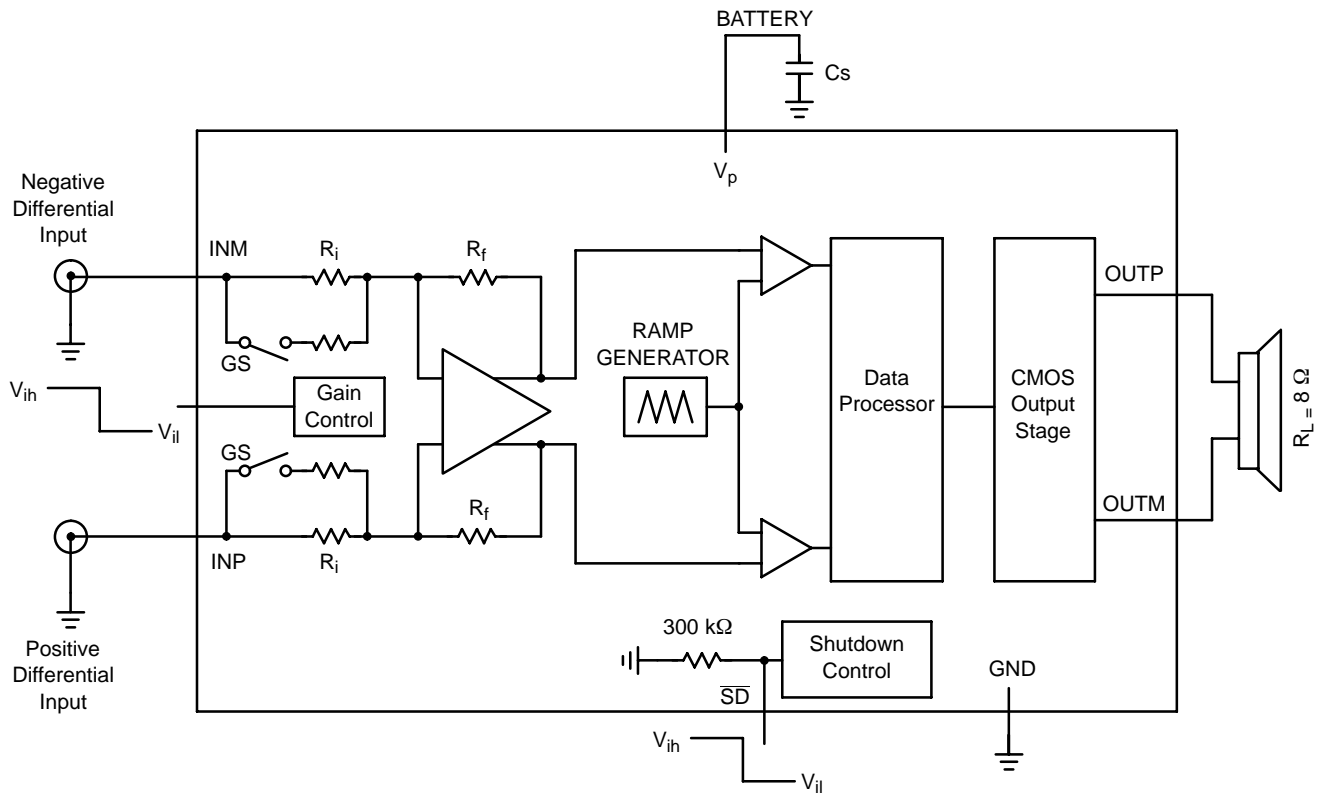 BATTERY
Cs
Vp
Negative
Differential
Input
INM
Ri
Rf
GS
Vih
Vil
Gain
Control
GS
INP
Ri
Rf
RAMP
GENERATOR
Data
Processor
CMOS
Output
Stage
OUTP
OUTM
RL = 8 Ω
Positive
Differential
Input
300 kΩ
Shutdown
Control
SD
GND
Vih
Vil